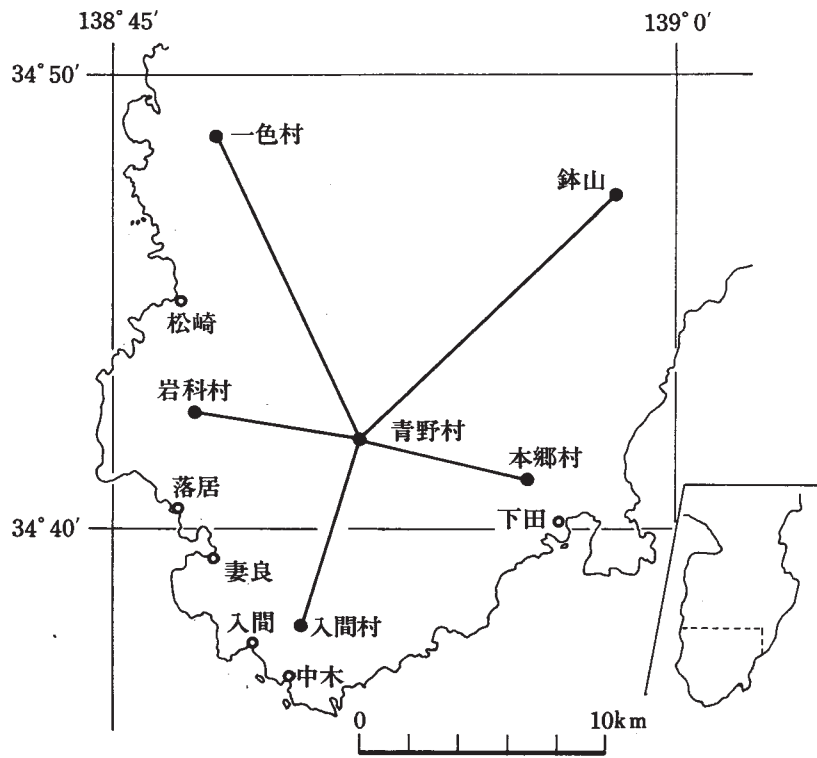 138°45′
139°0′
34°50′
一色村
鉢山
松崎
岩科村
青野村
本郷村
落居
下田
34°40′
妻良
入間
入間村
中木
0
10km